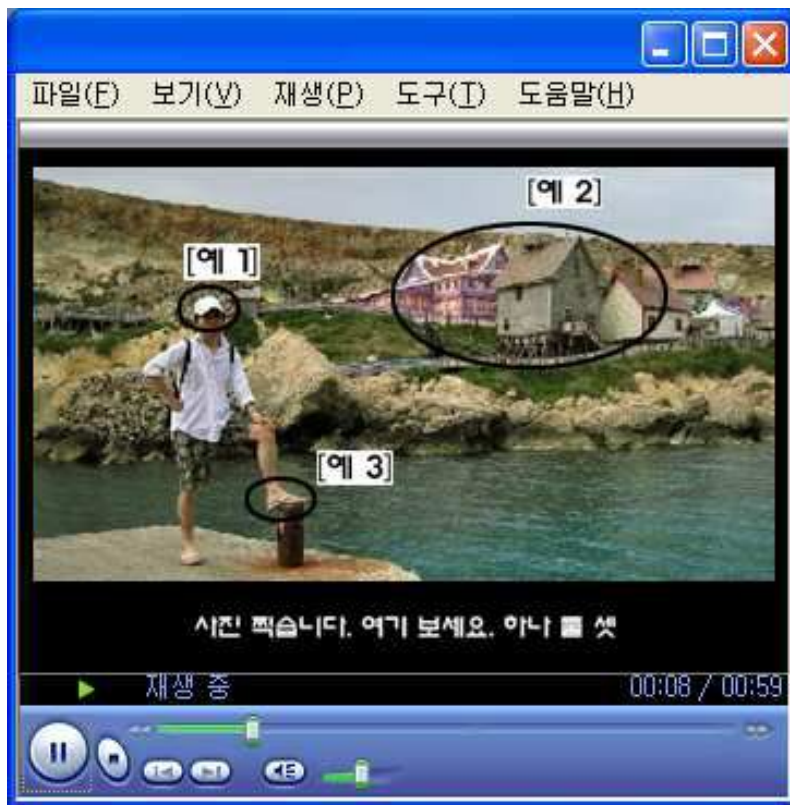 파일(F) 보기(V) 재생(P) 도구(T) 도움말(H)
[예 2]
[예 1]
[예 3]
사진 찍습니다. 여기 보세요. 하나 둘 셋
재생 중 00:08 / 00:59